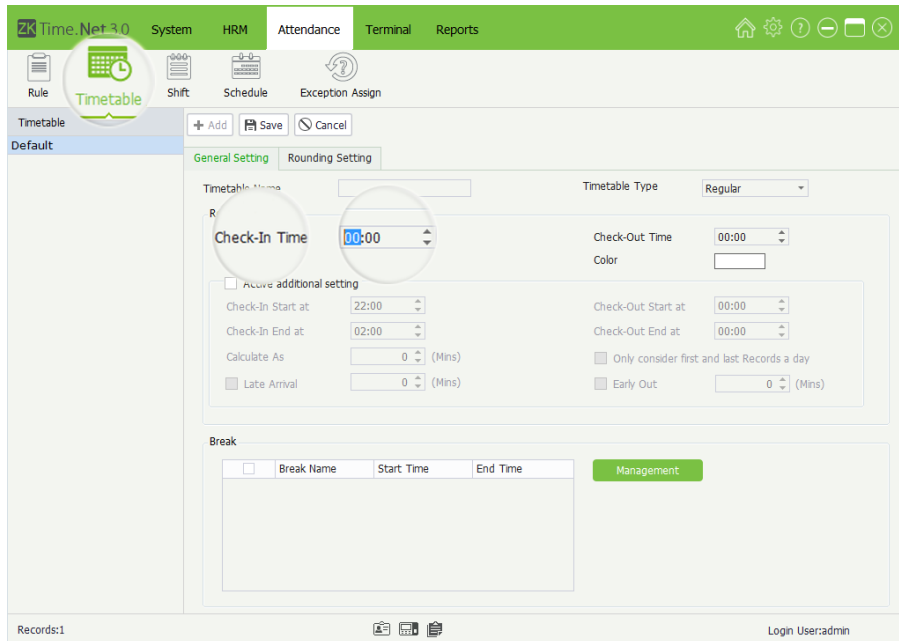 ZKTime.Net 3.0 System HRM Attendance Terminal Reports
Rule Timetable Shift Schedule Exception Assign
Timetable
Default
+ Add Save Cancel
General Setting Rounding Setting
Timetable Timetable Type Regular
Check-In Time 00:00 Check-Out Time 00:00
Color
Active additional setting
Check-In Start at 22:00 Check-Out Start at 00:00
Check-In End at 02:00 Check-Out End at 00:00
Calculate As 0 (Mins) Only consider first and last Records a day
Late Arrival 0 (Mins) Early Out 0 (Mins)
Break
Break Name Start Time End Time
Management
Records:1 Login User:admin